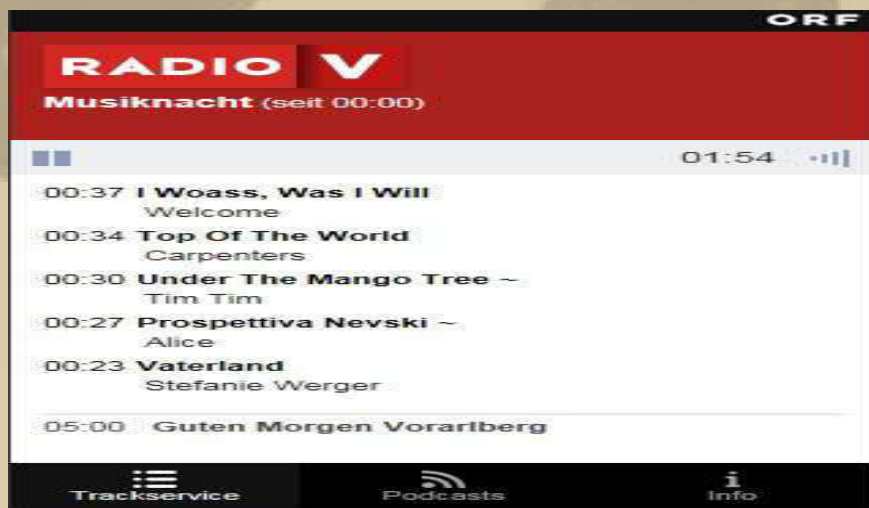 ORF
RADIO V
Musiknacht (seit 00:00)
01:54
00:37 I Woass, Was I Will
Welcome
00:34 Top Of The World
Carpenters
00:30 Under The Mango Tree ~
Tim Tim
00:27 Prospettiva Nevski ~
Alice
00:23 Vaterland
Stefanie Werger
05:00 Guten Morgen Vorarlberg
Trackservice Podcasts Info